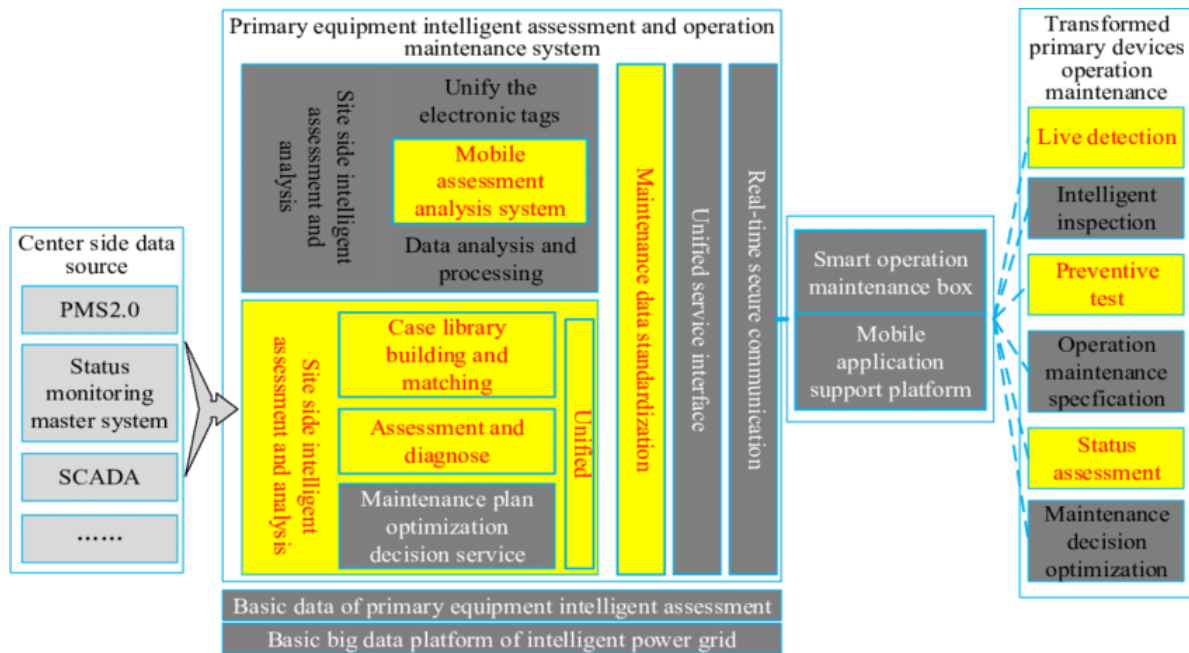 Center side data
source
PMS2.0
Status
monitoring
master system
SCADA
......
Primary equipment intelligent assessment and operation
maintenance system
Site side intelligent
assessment and
analysis
Unify the
electronic tags
Mobile
assessment
analysis system
Data analysis and
processing
Site side intelligent
assessment and analysis
Case library
building and
matching
Assessment and
diagnose
Maintenance plan
optimization
decision service
Unified
Maintenance data standardization
Unified service interface
Real-time secure communication
Basic data of primary equipment intelligent assessment
Basic big data platform of intelligent power grid
Smart operation
maintenance box
Mobile
application
support platform
Transformed
primary devices
operation
maintenance
Live detection
Intelligent
inspection
Preventive
test
Operation
maintenance
specfication
Status
assessment
Maintenance
decision
optimization